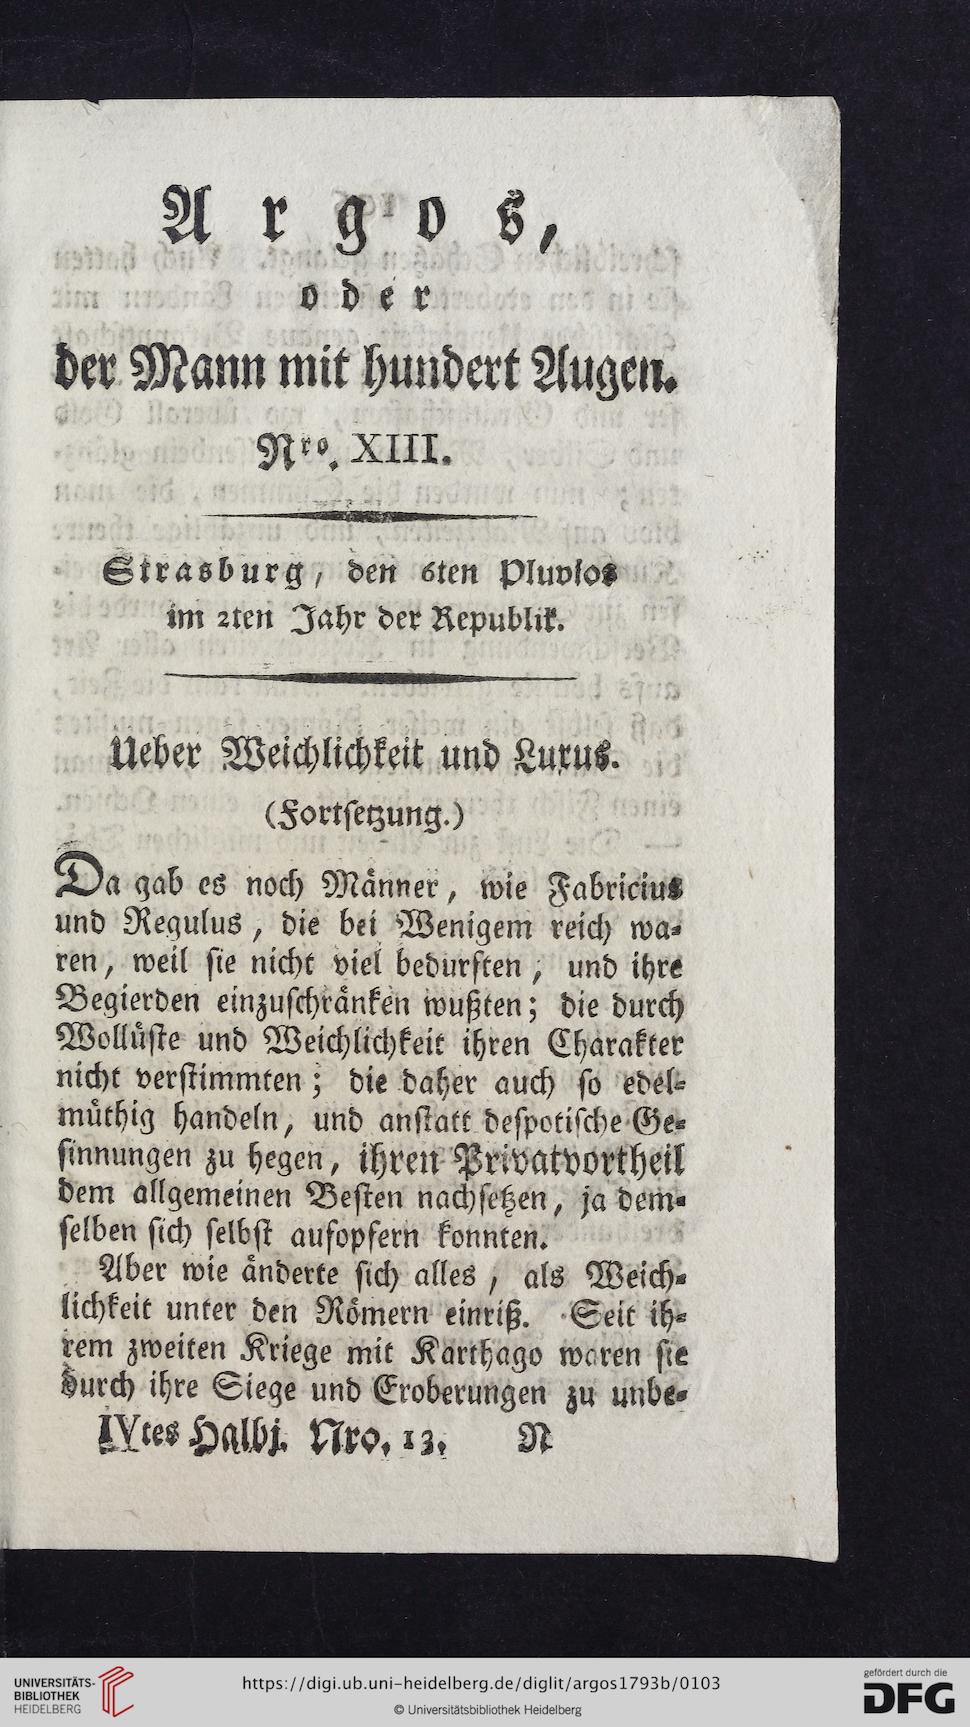 Argos,
oder
der Mann mit hundert Augen.
Nro. XIII.
Strasburg, den 6ten Pluvios
im 2ten Jahr der Republik.
Ueber Weichlichkeit und Luxus.
(Fortsetzung.)
Da gab es noch Männer, wie Fabricius
und Regulus, die bei Wenigem reich wa-
ren, weil sie nicht viel bedurften, und ihre
Begierden einzuschränken wußten; die durch
Wollüste und Weichlichkeit ihren Charakter
nicht verstimmten; die daher auch so edel-
müthig handeln, und anstatt despotische Ge-
sinnungen zu hegen, ihren Privatvortheil
dem allgemeinen Besten nachsetzen, ja dem-
selben sich selbst aufopfern konnten.
Aber wie änderte sich alles, als Weich-
lichkeit unter den Römern einriß. Seit ih-
rem zweiten Kriege mit Karthago waren sie
durch ihre Siege und Eroberungen zu unbe-
IVtes Halbj. Nro. 13. N
UNIVERSITÄTS-
BIBLIOTHEK
HEIDELBERG
https://digi.ub.uni-heidelberg.de/diglit/argos1793b/0103
© Universitätsbibliothek Heidelberg
gefördert durch die
DFG